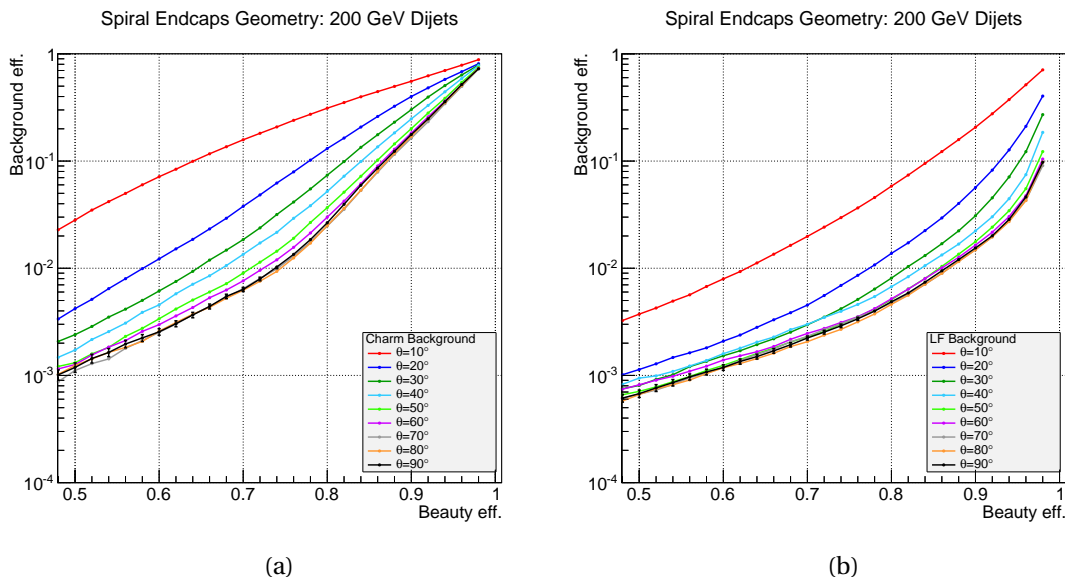 Spiral Endcaps Geometry: 200 GeV Dijets
Background eff.
1
10⁻¹
10⁻²
10⁻³
10⁻⁴
Charm Background
θ=10°
θ=20°
θ=30°
θ=40°
θ=50°
θ=60°
θ=70°
θ=80°
θ=90°
0.5 0.6 0.7 0.8 0.9 1
Beauty eff.
(a)
Spiral Endcaps Geometry: 200 GeV Dijets
Background eff.
1
10⁻¹
10⁻²
10⁻³
10⁻⁴
LF Background
θ=10°
θ=20°
θ=30°
θ=40°
θ=50°
θ=60°
θ=70°
θ=80°
θ=90°
0.5 0.6 0.7 0.8 0.9 1
Beauty eff.
(b)